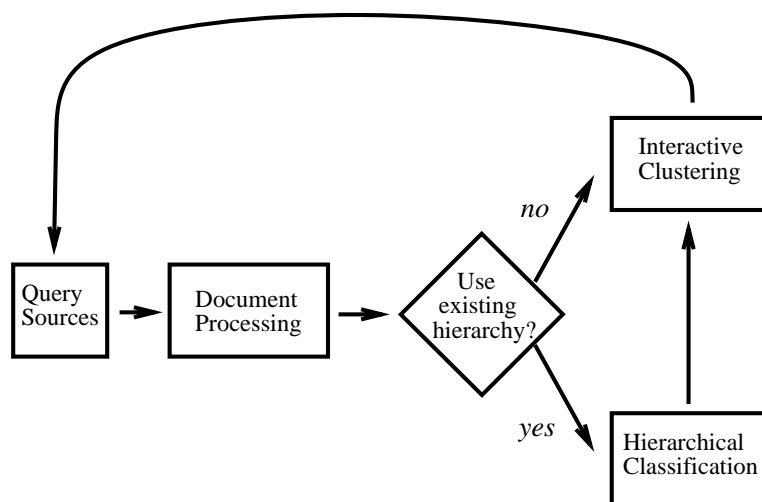 Interactive
Clustering
no
Query
Sources
Document
Processing
Use
existing
hierarchy?
yes
Hierarchical
Classification